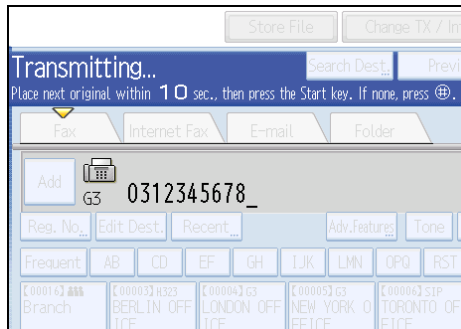 Store File Change TX / In
Transmitting... Search Dest. Previ
Place next original within 10 sec., then press the Start key. If none, press ⊕.
Fax Internet Fax E-mail Folder
Add G3 0312345678_
Reg. No. Edit Dest. Recent Adv.Features Tone
Frequent AB CD EF GH IJK LMN OPQ RST
[00016] [00003] H323 [00004] G3 [00005] G3 [00006] SIP
Branch BERLIN OFF LONDON OFF NEW YORK O TORONTO OF
ICE ICE FFICE FICE